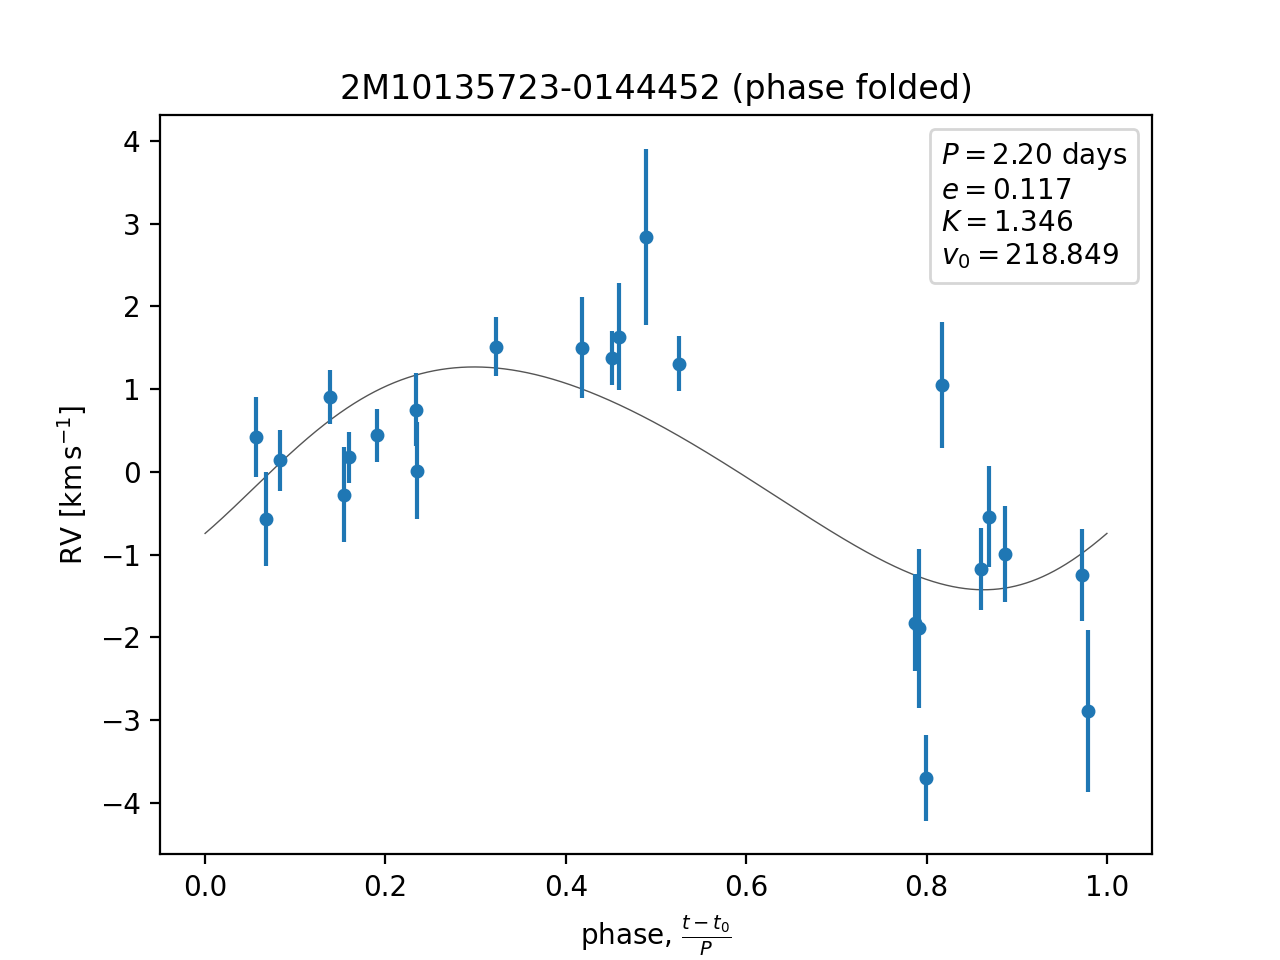 2M10135723-0144452 (phase folded)
P = 2.20 days
e = 0.117
K = 1.346
v₀ = 218.849
RV [km s⁻¹]
4
3
2
1
0
−1
−2
−3
−4
0.0 0.2 0.4 0.6 0.8 1.0
phase, (t − t₀)/P